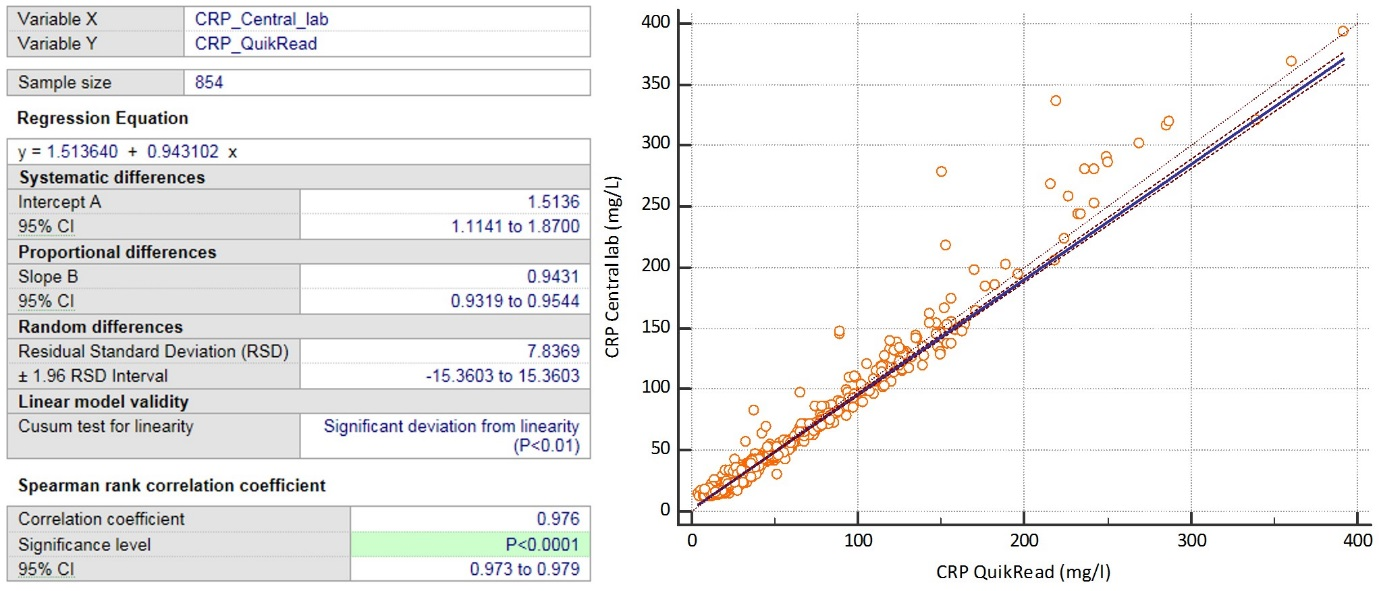 Variable X CRP_Central_lab
Variable Y CRP_QuikRead
Sample size 854
Regression Equation
y = 1.513640 + 0.943102 x
Systematic differences
Intercept A 1.5136
95% CI 1.1141 to 1.8700
Proportional differences
Slope B 0.9431
95% CI 0.9319 to 0.9544
Random differences
Residual Standard Deviation (RSD) 7.8369
± 1.96 RSD Interval -15.3603 to 15.3603
Linear model validity
Cusum test for linearity Significant deviation from linearity
(P<0.01)
Spearman rank correlation coefficient
Correlation coefficient 0.976
Significance level P<0.0001
95% CI 0.973 to 0.979
CRP Central lab (mg/L)
400
350
300
250
200
150
100
50
0
0 100 200 300 400
CRP QuikRead (mg/l)